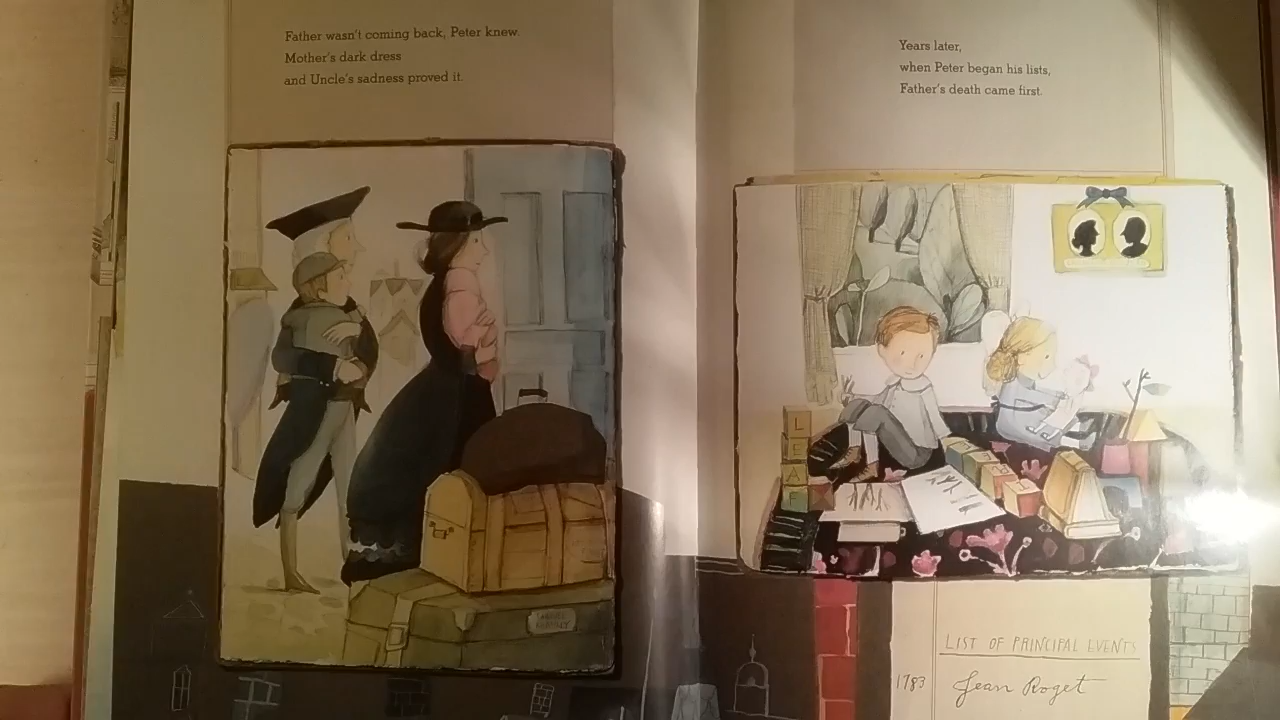 Father wasn't coming back, Peter knew.
Mother's dark dress
and Uncle's sadness proved it.
Years later,
when Peter began his lists,
Father's death came first.
L
E
A
F
LIST OF PRINCIPAL EVENTS
1783
Jean Roget